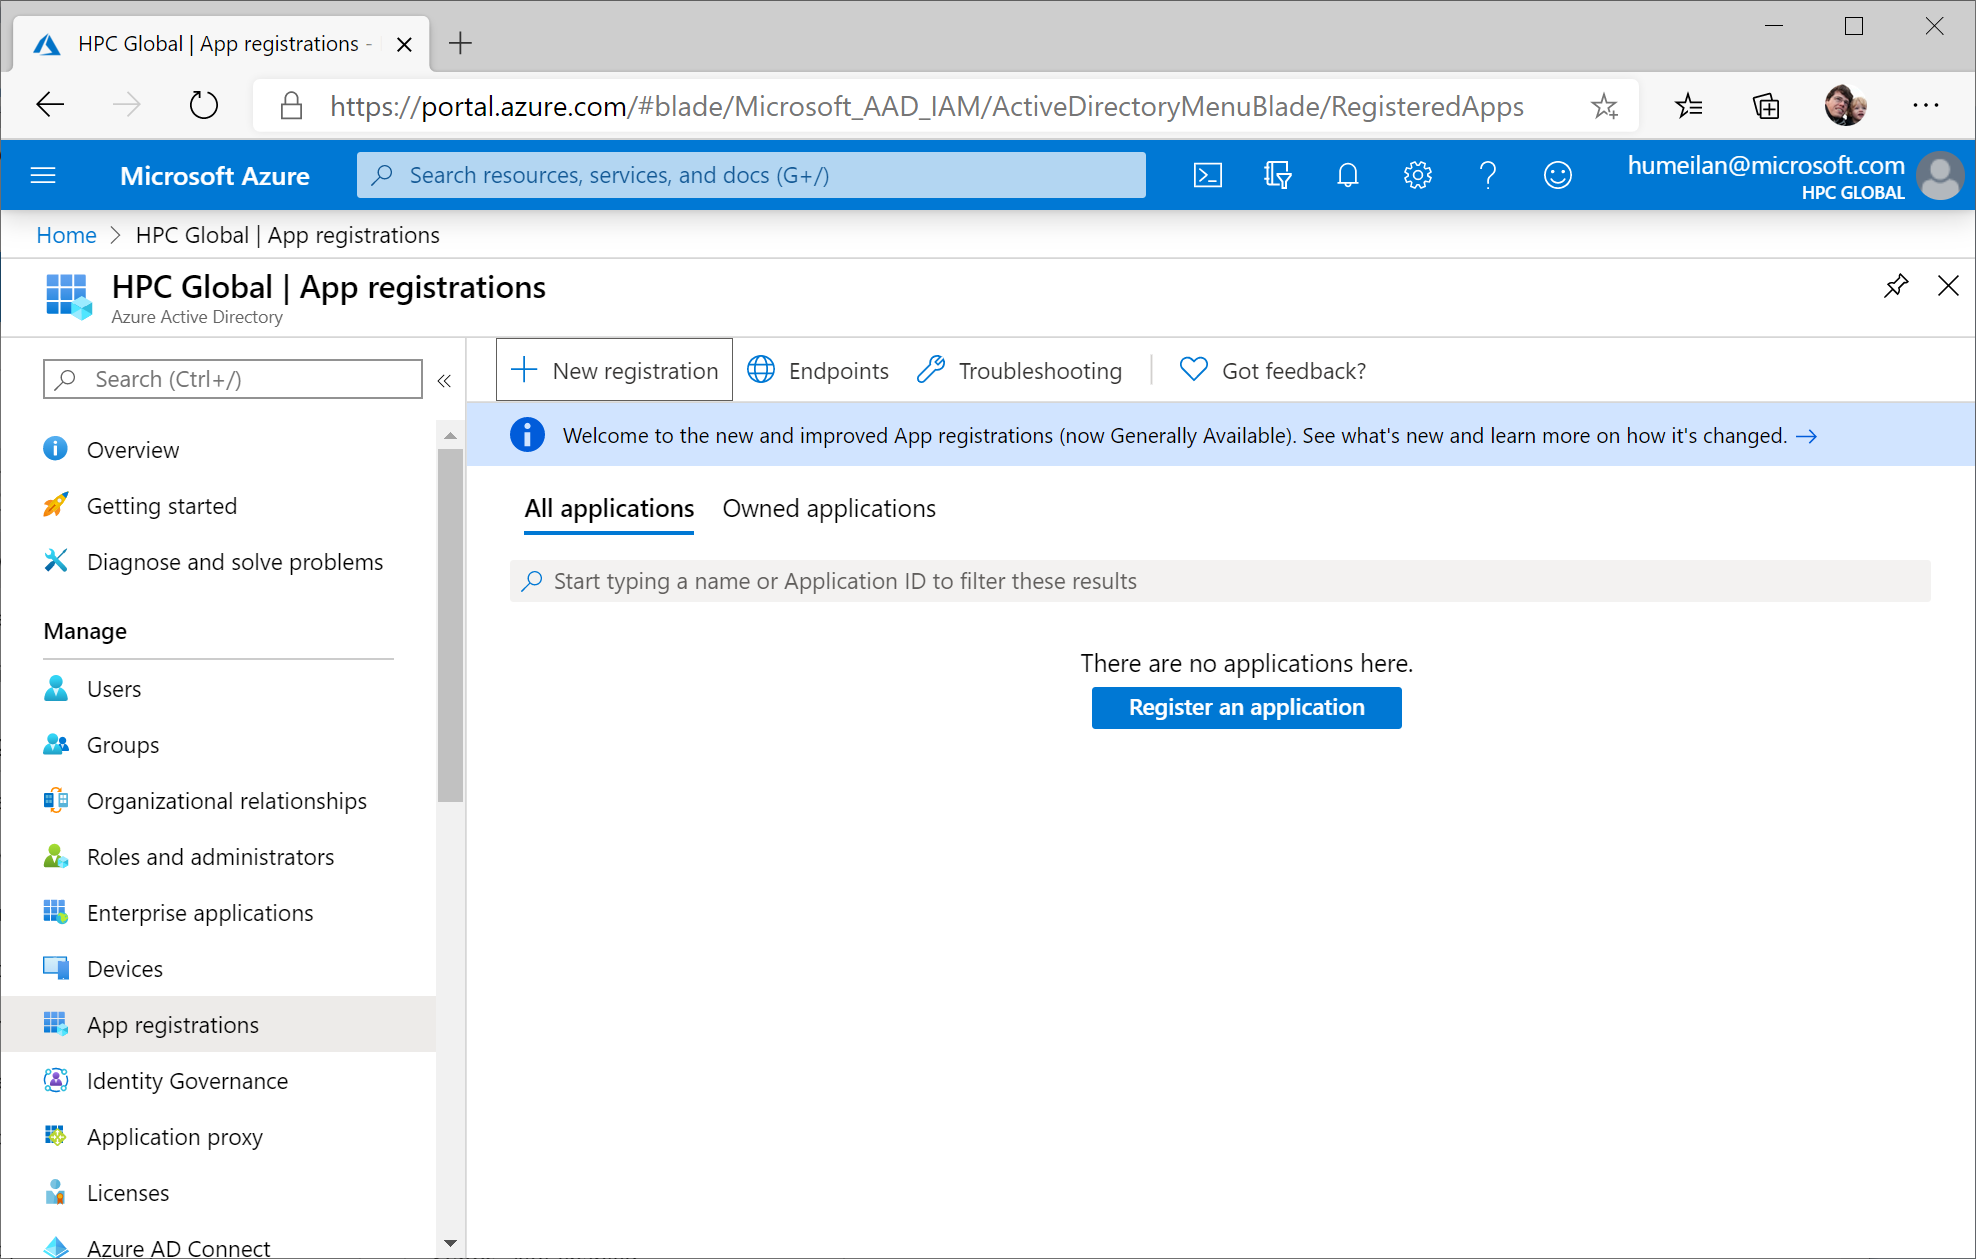 HPC Global | App registrations -
https://portal.azure.com/#blade/Microsoft_AAD_IAM/ActiveDirectoryMenuBlade/RegisteredApps
Microsoft Azure
Search resources, services, and docs (G+/)
humeilan@microsoft.com
HPC GLOBAL
Home > HPC Global | App registrations
HPC Global | App registrations
Azure Active Directory
Search (Ctrl+/)
«
Overview
Getting started
Diagnose and solve problems
Manage
Users
Groups
Organizational relationships
Roles and administrators
Enterprise applications
Devices
App registrations
Identity Governance
Application proxy
Licenses
Azure AD Connect
New registration
Endpoints
Troubleshooting
Got feedback?
Welcome to the new and improved App registrations (now Generally Available). See what's new and learn more on how it's changed. →
All applications
Owned applications
Start typing a name or Application ID to filter these results
There are no applications here.
Register an application